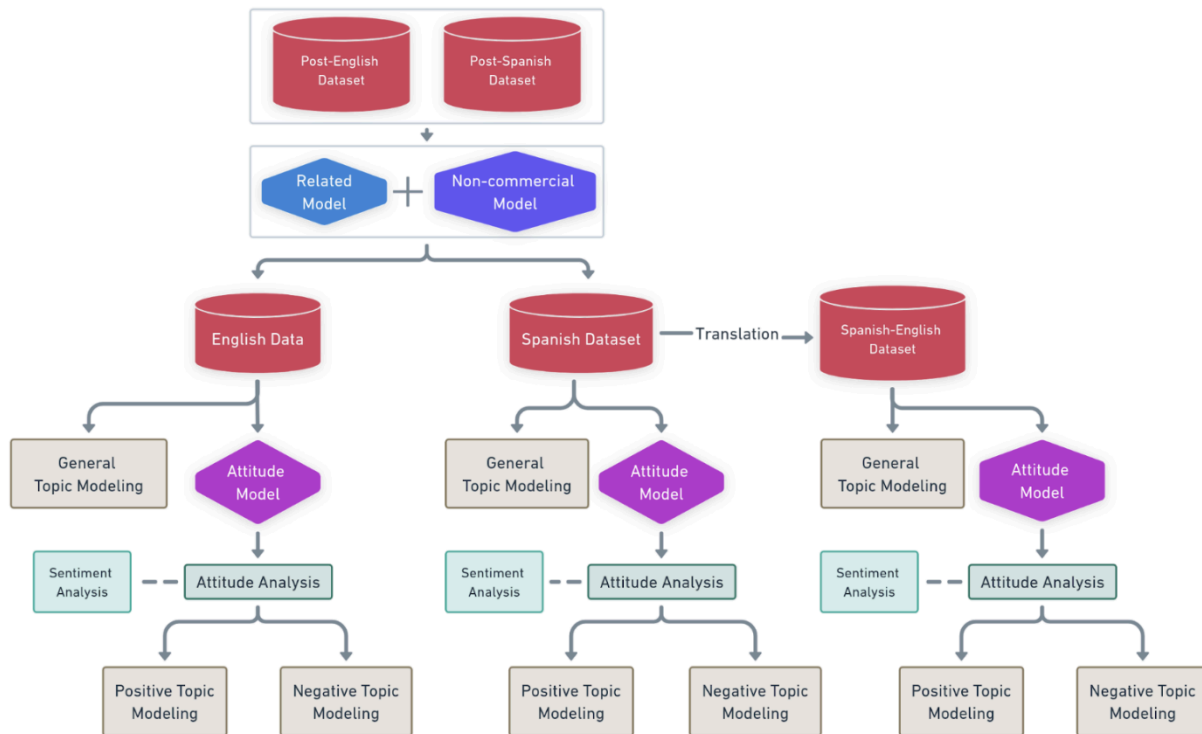 Post-English
Dataset
Post-Spanish
Dataset
Related
Model
Non-commercial
Model
English Data
Spanish Dataset
Translation
Spanish-English
Dataset
General
Topic Modeling
Attitude
Model
General
Topic Modeling
Attitude
Model
General
Topic Modeling
Attitude
Model
Sentiment
Analysis
Attitude Analysis
Sentiment
Analysis
Attitude Analysis
Sentiment
Analysis
Attitude Analysis
Positive Topic
Modeling
Negative Topic
Modeling
Positive Topic
Modeling
Negative Topic
Modeling
Positive Topic
Modeling
Negative Topic
Modeling